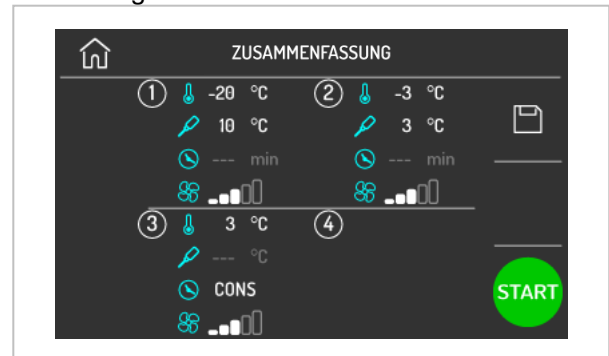 ZUSAMMENFASSUNG
1 -20 °C 2 -3 °C
10 °C 3 °C
--- min --- min
3 3 °C 4
--- °C
CONS
START